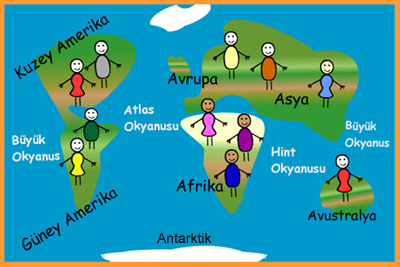 Kuzey Amerika
Avrupa
Asya
Atlas
Okyanusu
Büyük
Okyanus
Büyük
Okyanus
Hint
Okyanusu
Afrika
Güney Amerika
Avustralya
Antarktik